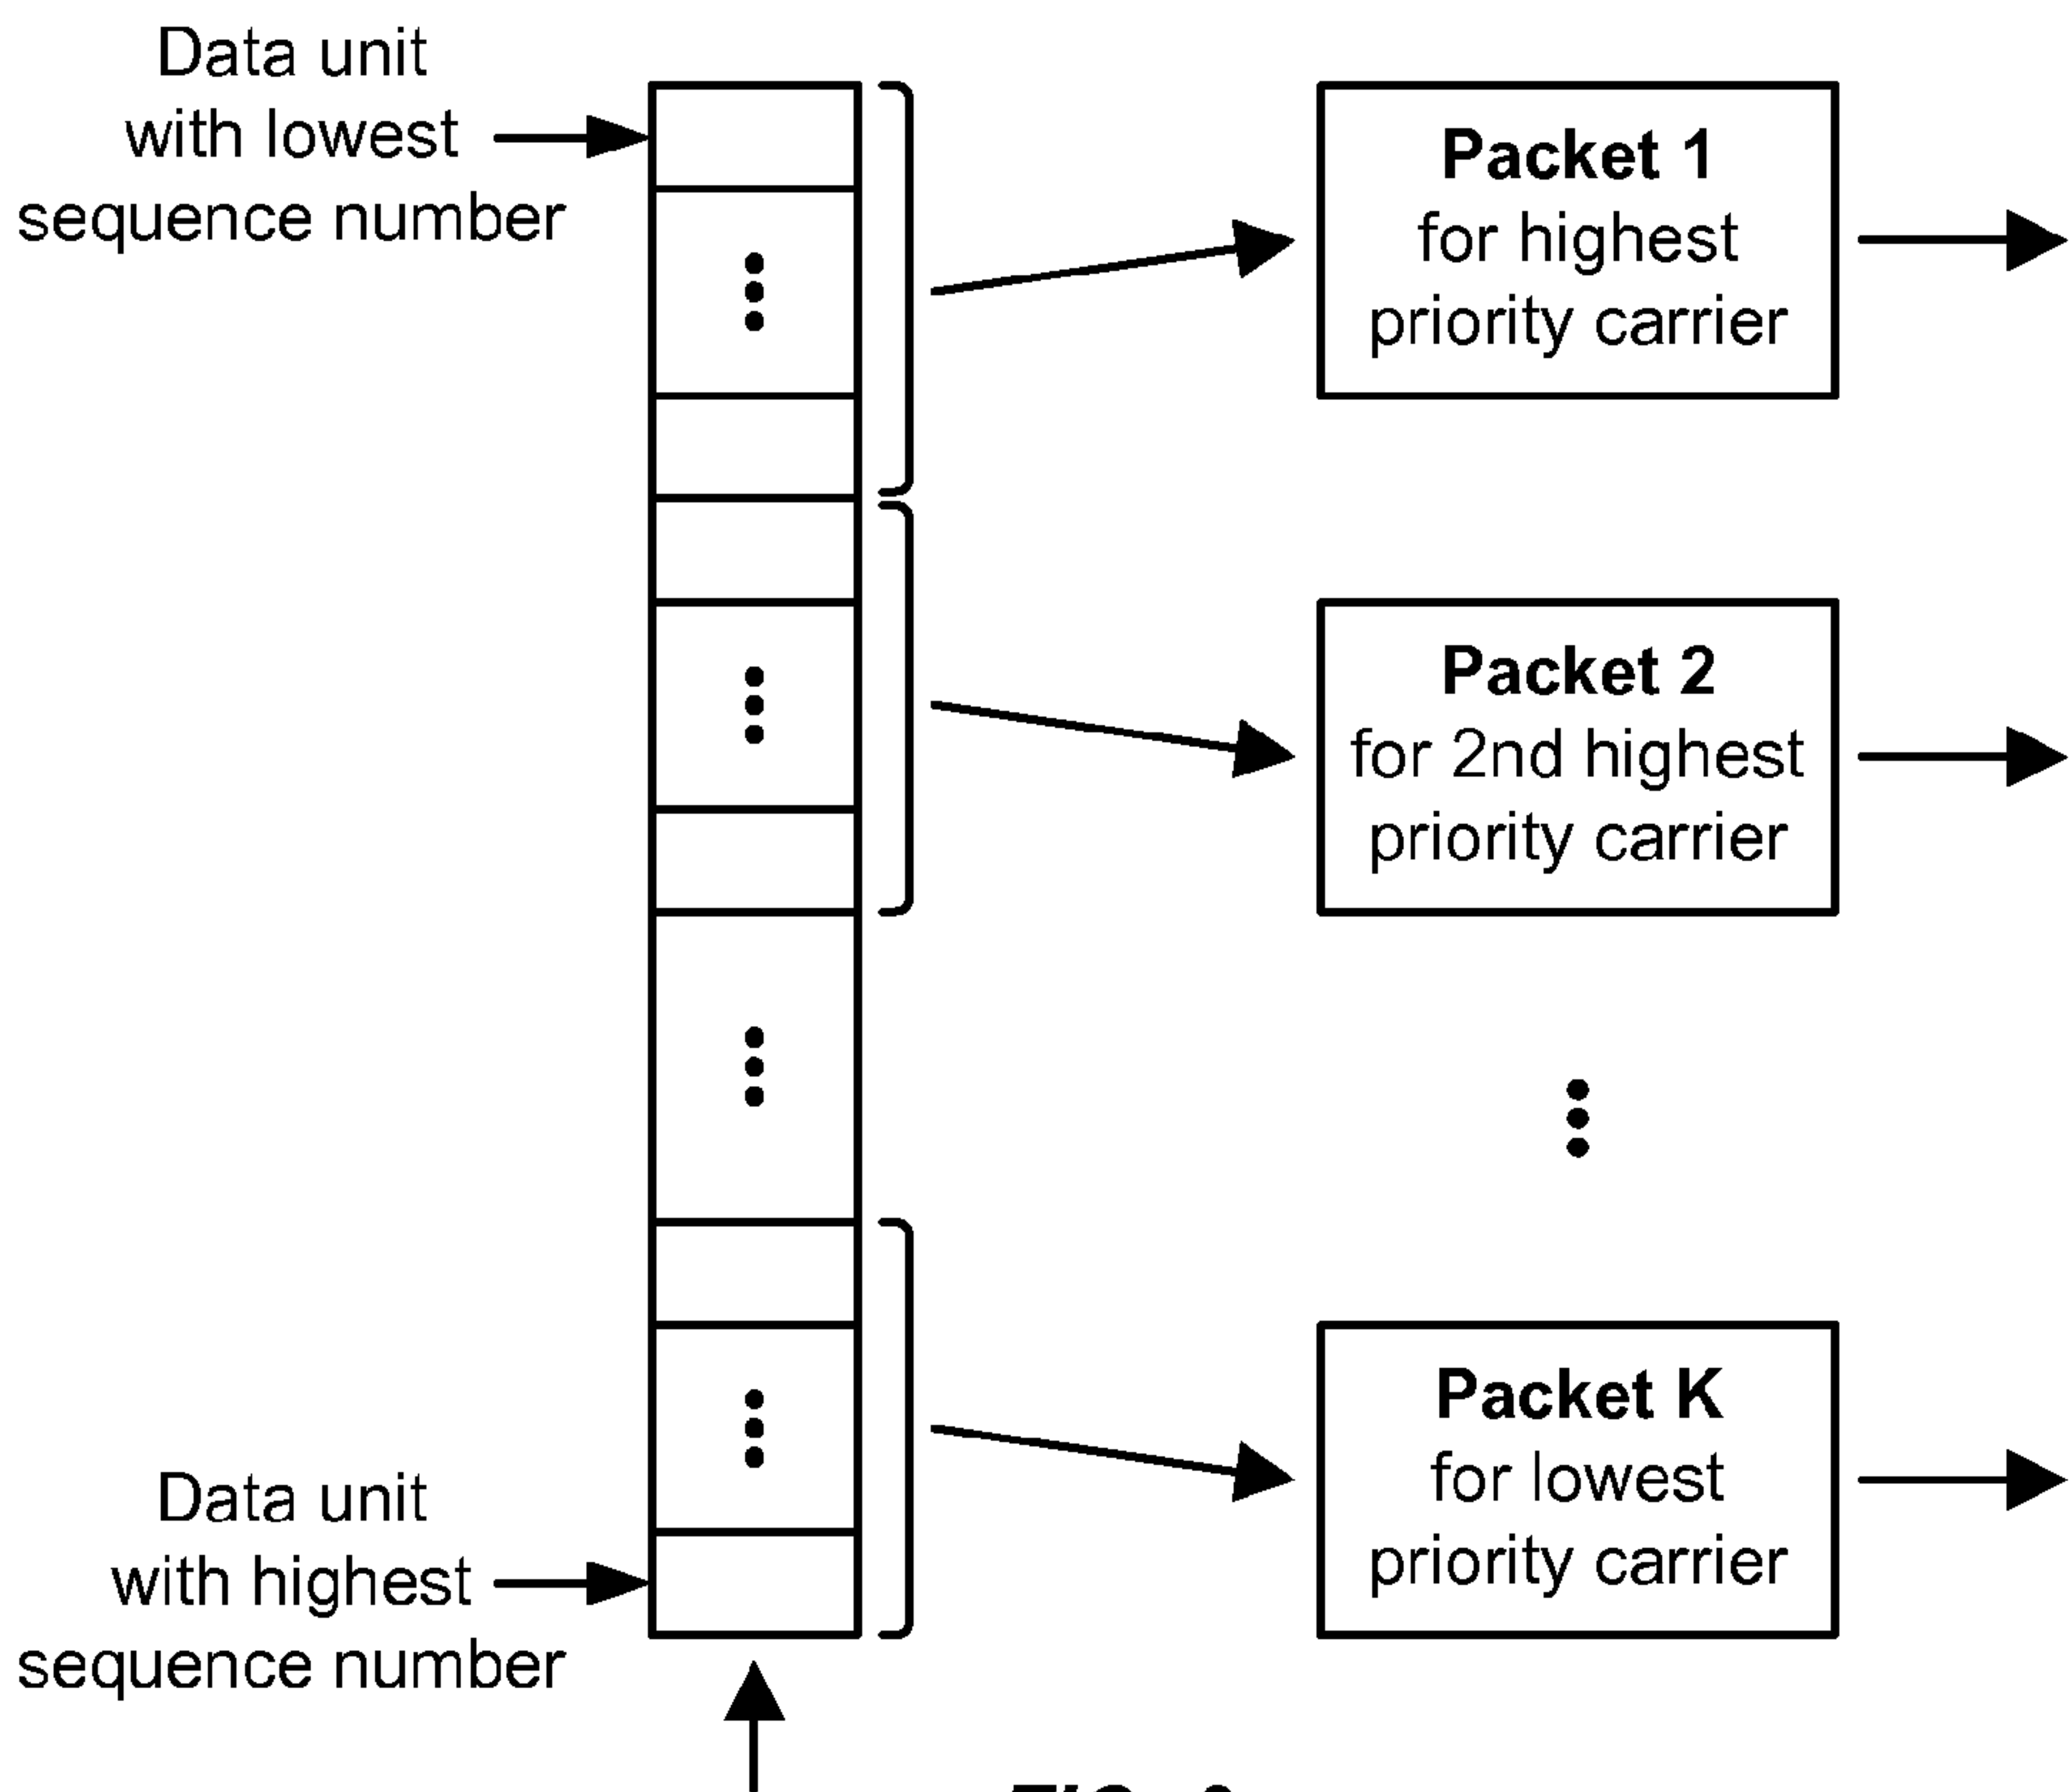 Data unit
with lowest
sequence number
Packet 1
for highest
priority carrier
Packet 2
for 2nd highest
priority carrier
Packet K
for lowest
priority carrier
Data unit
with highest
sequence number